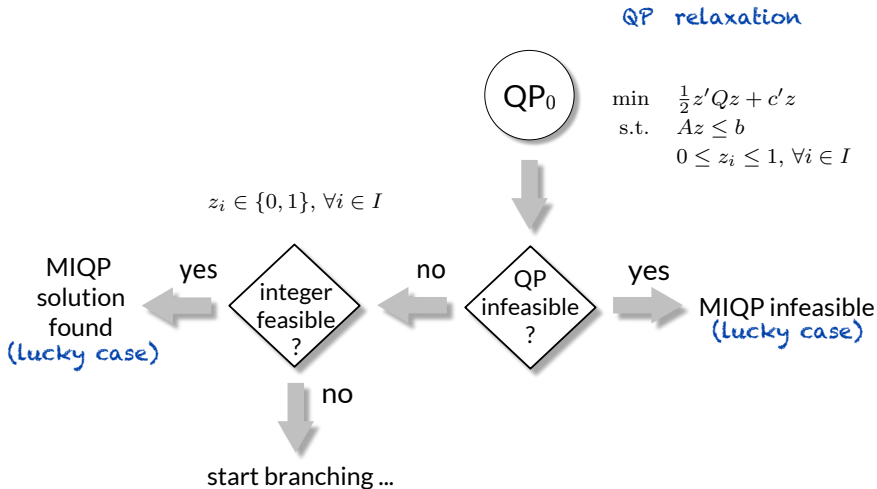 QP relaxation
QP₀
min ½ z′Qz + c′z
s.t. Az ≤ b
0 ≤ zᵢ ≤ 1, ∀i ∈ I
zᵢ ∈ {0, 1}, ∀i ∈ I
MIQP
solution
found
(lucky case)
yes
integer
feasible
?
no
QP
infeasible
?
yes
MIQP infeasible
(lucky case)
no
start branching ...